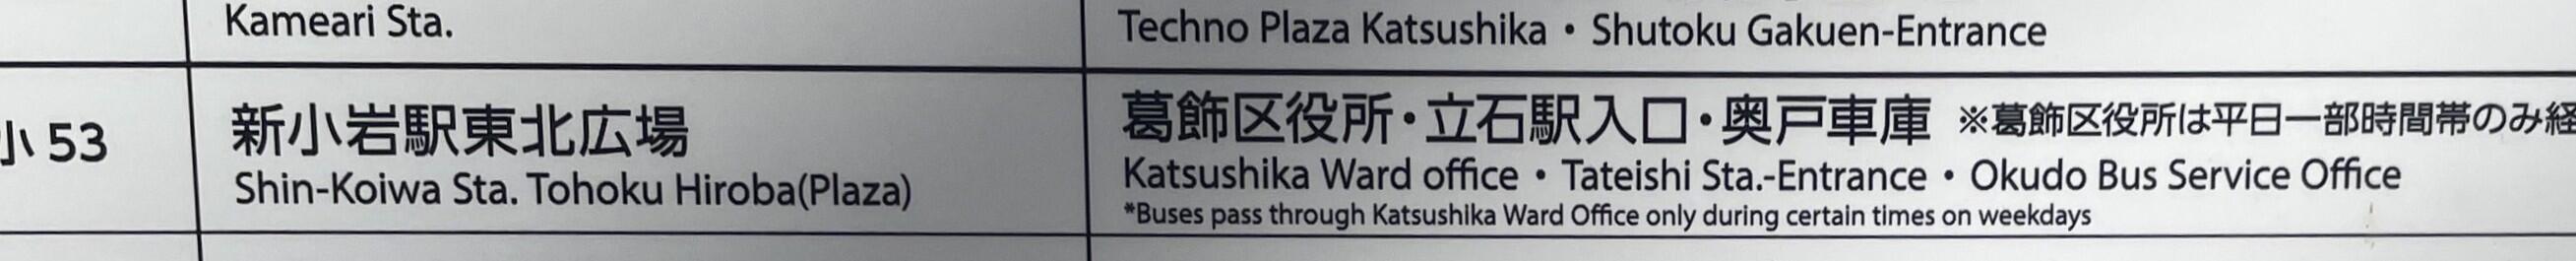 Kameari Sta.
Techno Plaza Katsushika・Shutoku Gakuen-Entrance
小 53
新小岩駅東北広場
Shin-Koiwa Sta. Tohoku Hiroba(Plaza)
葛飾区役所・立石駅入口・奥戸車庫 ※葛飾区役所は平日一部時間帯のみ経
Katsushika Ward office・Tateishi Sta.-Entrance・Okudo Bus Service Office
*Buses pass through Katsushika Ward Office only during certain times on weekdays